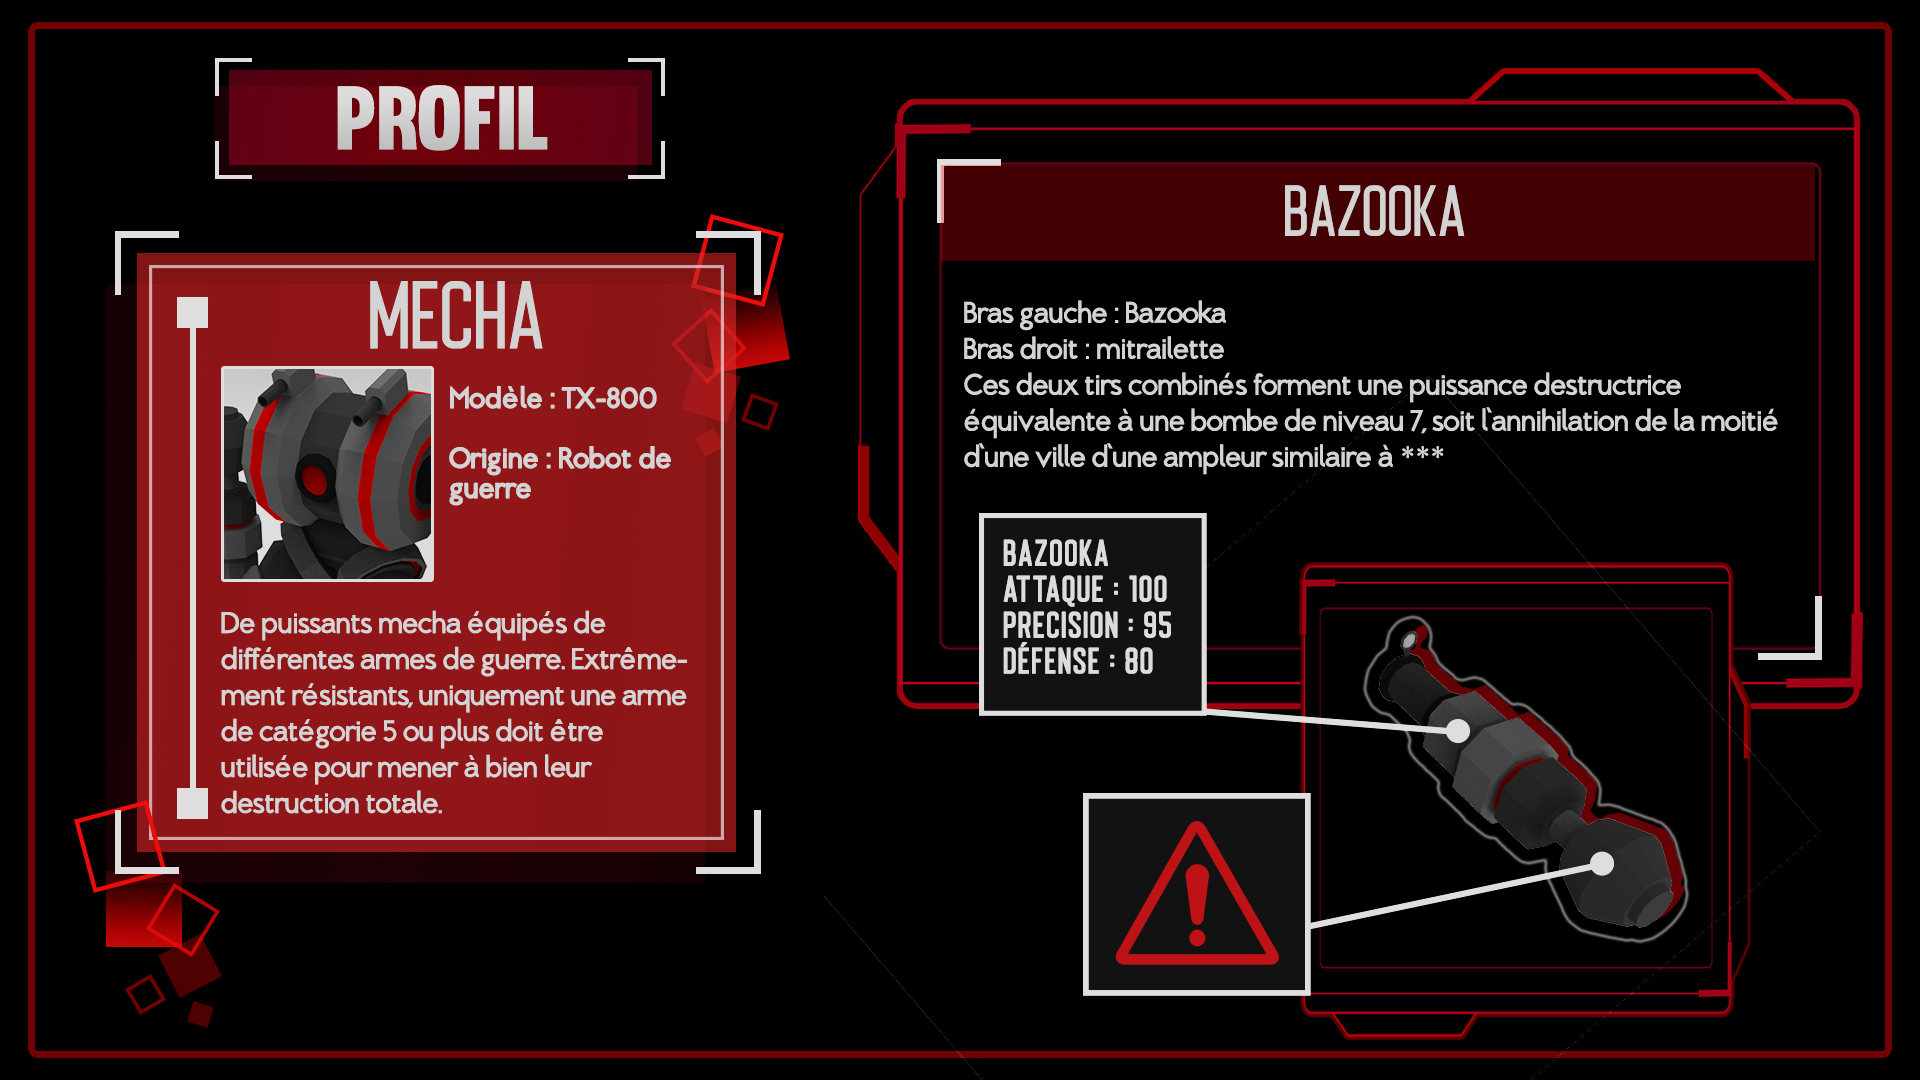 PROFIL
MECHA
Modèle : TX-800
Origine : Robot de
guerre
De puissants mecha équipés de
différentes armes de guerre. Extrême-
ment résistants, uniquement une arme
de catégorie 5 ou plus doit être
utilisée pour mener à bien leur
destruction totale.
BAZOOKA
Bras gauche : Bazooka
Bras droit : mitrailette
Ces deux tirs combinés forment une puissance destructrice
équivalente à une bombe de niveau 7, soit l`annihilation de la moitié
d`une ville d`une ampleur similaire à ***
BAZOOKA
ATTAQUE : 100
PRECISION : 95
DÉFENSE : 80